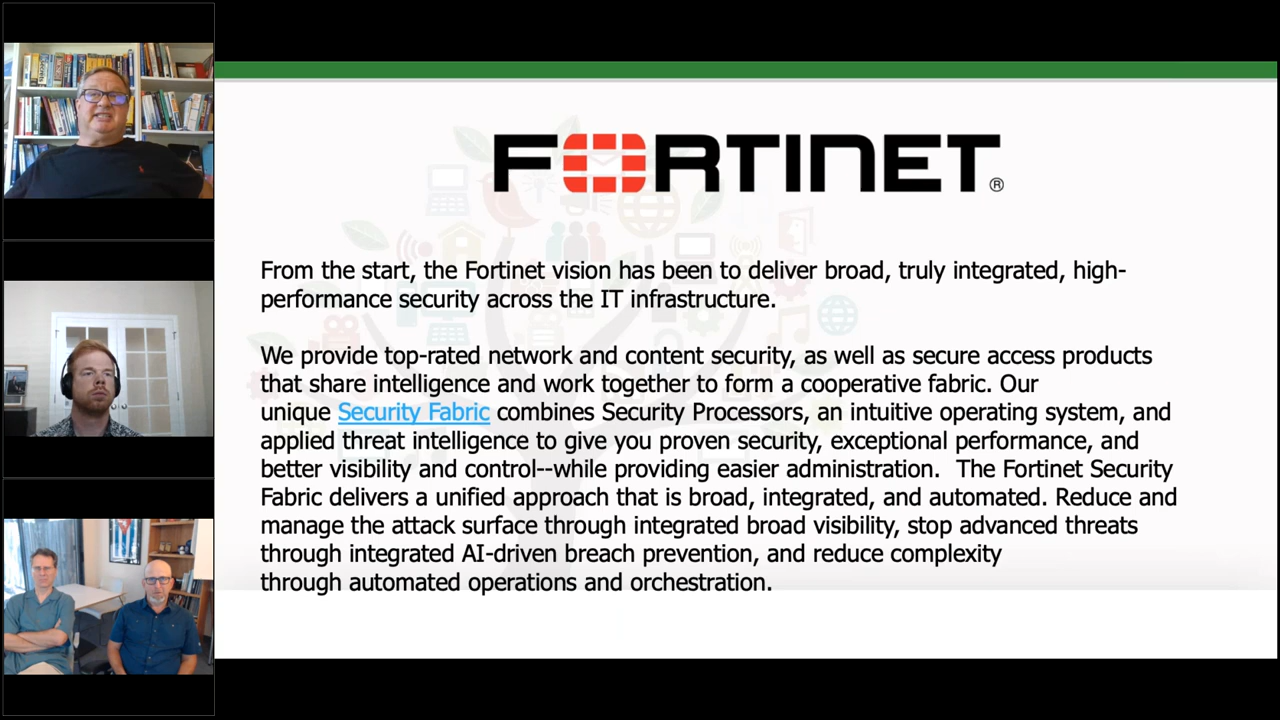 FORTINET®
From the start, the Fortinet vision has been to deliver broad, truly integrated, high-
performance security across the IT infrastructure.
We provide top-rated network and content security, as well as secure access products
that share intelligence and work together to form a cooperative fabric. Our
unique Security Fabric combines Security Processors, an intuitive operating system, and
applied threat intelligence to give you proven security, exceptional performance, and
better visibility and control--while providing easier administration.  The Fortinet Security
Fabric delivers a unified approach that is broad, integrated, and automated. Reduce and
manage the attack surface through integrated broad visibility, stop advanced threats
through integrated AI-driven breach prevention, and reduce complexity
through automated operations and orchestration.